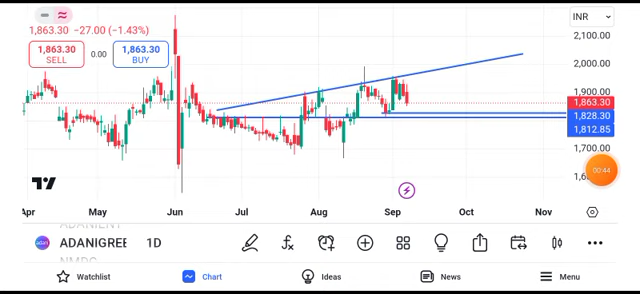 INR
1,863.30 −27.00 (−1.43%)
1,863.30
SELL
0.00
1,863.30
BUY
2,100.00
2,000.00
1,900.00
1,863.30
1,828.30
1,812.85
1,700.00
00:44
Apr May Jun Jul Aug Sep Oct Nov
ADANIENT
adani ADANIGREE 1D
Watchlist Chart Ideas News Menu